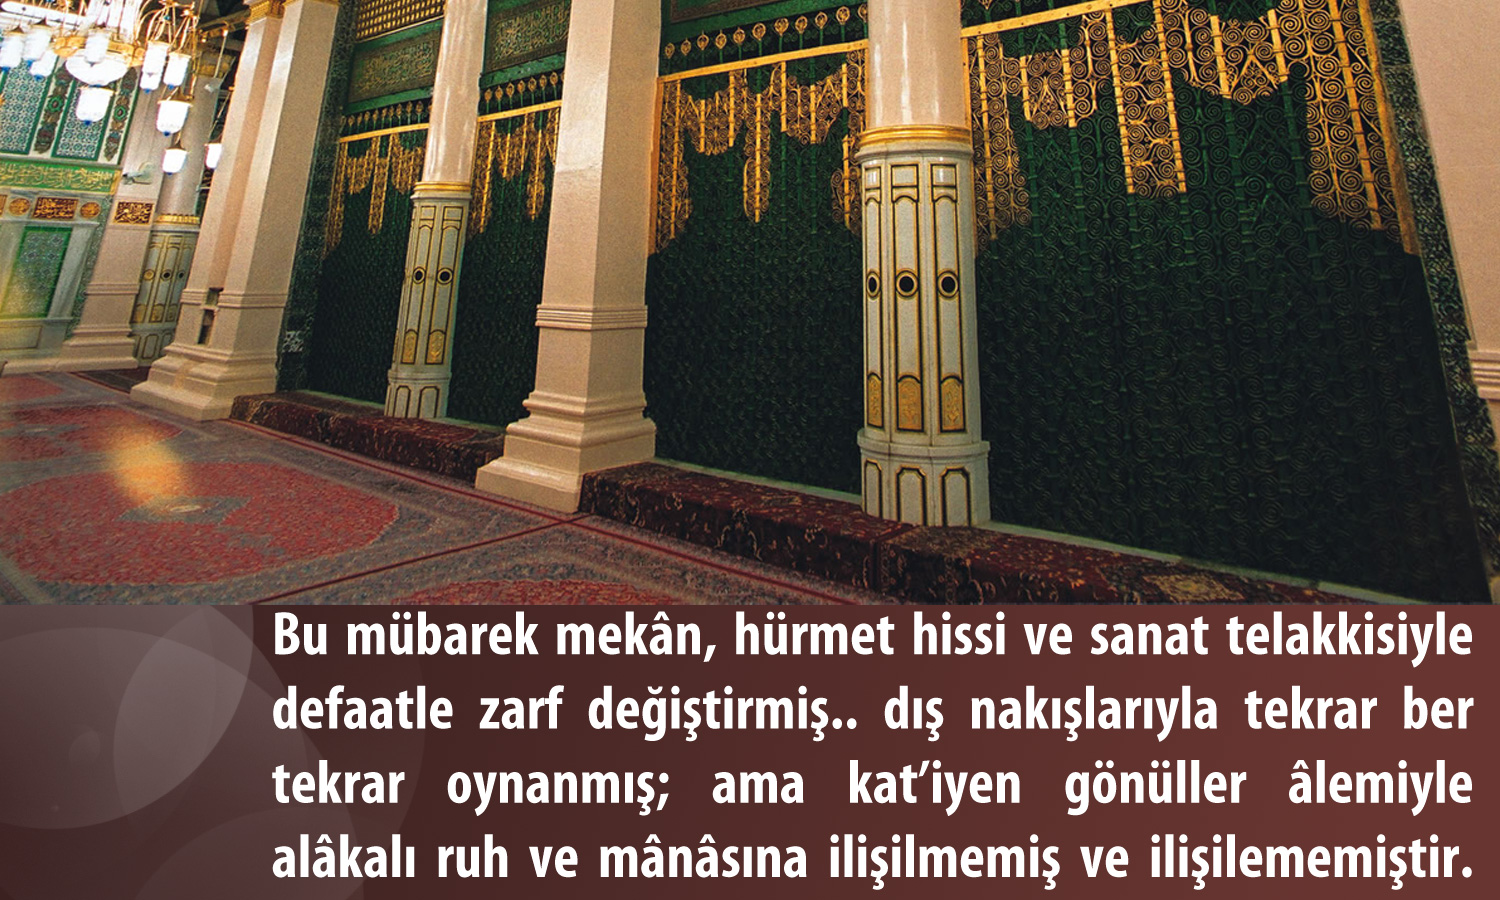 Bu mübarek mekân, hürmet hissi ve sanat telakkisiyle
defaatle zarf değiştirmiş.. dış nakışlarıyla tekrar ber
tekrar oynanmış; ama kat’iyen gönüller âlemiyle
alâkalı ruh ve mânâsına ilişilmemiş ve ilişilememiştir.